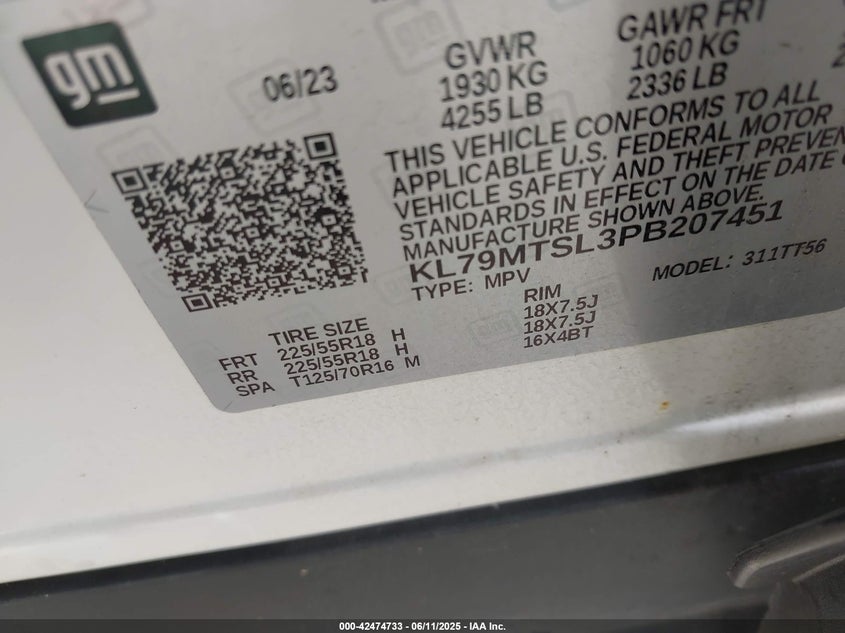 gm
06/23
GVWR
1930 KG
4255 LB
GAWR FRT
1060 KG
2336 LB
THIS VEHICLE CONFORMS TO ALL
APPLICABLE U.S. FEDERAL MOTOR
VEHICLE SAFETY AND THEFT PREVEN
STANDARDS IN EFFECT ON THE DATE
MANUFACTURE SHOWN ABOVE.
KL79MTSL3PB207451
TYPE: MPV
MODEL: 311TT56
TIRE SIZE
RIM
FRT 225/55R18 H 18X7.5J
RR 225/55R18 H 18X7.5J
SPA T125/70R16 M 16X4BT
000-42474733 - 06/11/2025 - IAA Inc.